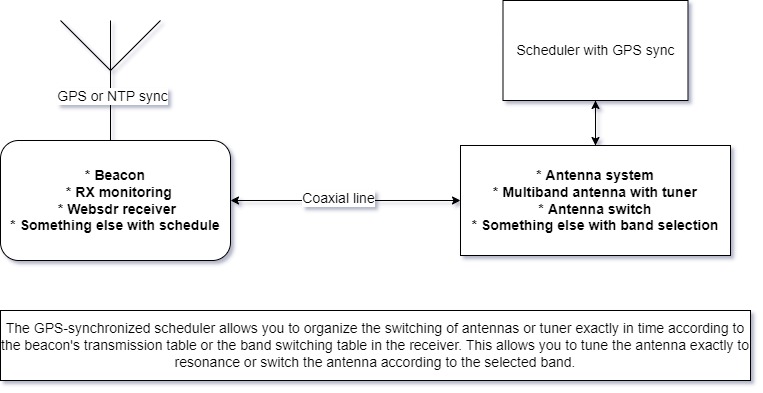 Scheduler with GPS sync
GPS or NTP sync
* Beacon
* RX monitoring
* Websdr receiver
* Something else with schedule
Coaxial line
* Antenna system
* Multiband antenna with tuner
* Antenna switch
* Something else with band selection
The GPS-synchronized scheduler allows you to organize the switching of antennas or tuner exactly in time according to
the beacon's transmission table or the band switching table in the receiver. This allows you to tune the antenna exactly to
resonance or switch the antenna according to the selected band.